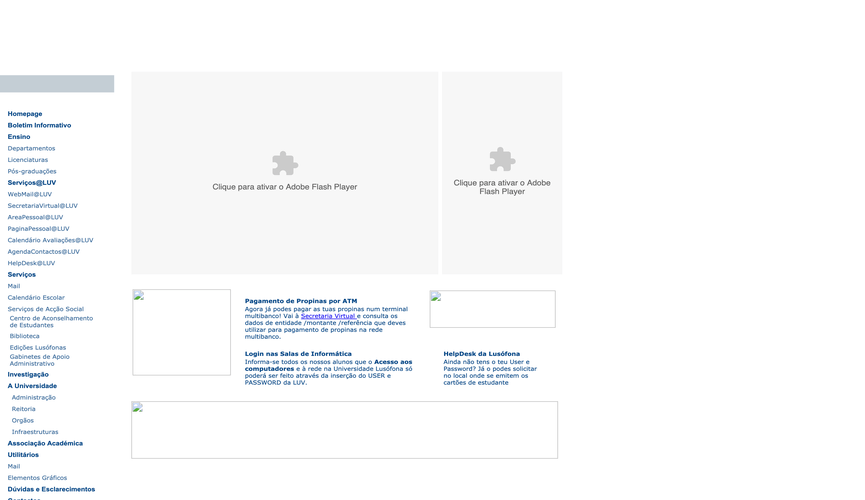 Homepage
Boletim Informativo
Ensino
Departamentos
Licenciaturas
Pós-graduações
Serviços@LUV
WebMail@LUV
SecretariaVirtual@LUV
AreaPessoal@LUV
PaginaPessoal@LUV
Calendário Avaliações@LUV
AgendaContactos@LUV
HelpDesk@LUV
Serviços
Mail
Calendário Escolar
Serviços de Acção Social
Centro de Aconselhamento
de Estudantes
Biblioteca
Edições Lusófonas
Gabinetes de Apoio
Administrativo
Investigação
A Universidade
Administração
Reitoria
Orgãos
Infraestruturas
Associação Académica
Utilitários
Mail
Elementos Gráficos
Dúvidas e Esclarecimentos
Clique para ativar o Adobe Flash Player
Clique para ativar o Adobe
Flash Player
Pagamento de Propinas por ATM
Agora já podes pagar as tuas propinas num terminal
multibanco! Vai à Secretaria Virtual e consulta os
dados de entidade /montante /referência que deves
utilizar para pagamento de propinas na rede
multibanco.
Login nas Salas de Informática
Informa-se todos os nossos alunos que o Acesso aos
computadores e à rede na Universidade Lusófona só
poderá ser feito através da inserção do USER e
PASSWORD da LUV.
HelpDesk da Lusófona
Ainda não tens o teu User e
Password? Já o podes solicitar
no local onde se emitem os
cartões de estudante